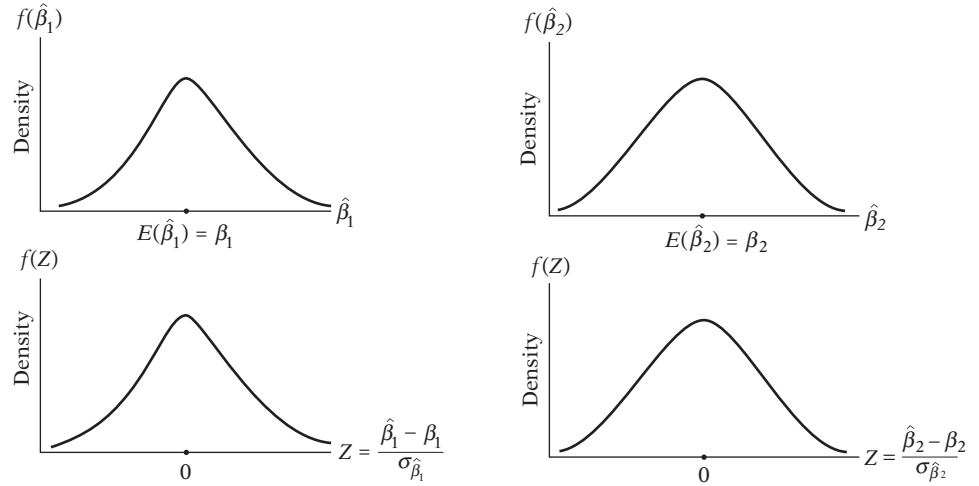 f(β̂₁)
Density
β̂₁
E(β̂₁) = β₁
f(β̂₂)
Density
β̂₂
E(β̂₂) = β₂
f(Z)
Density
0
Z = (β̂₁ − β₁)/σ_β̂₁
f(Z)
Density
0
Z = (β̂₂ − β₂)/σ_β̂₂